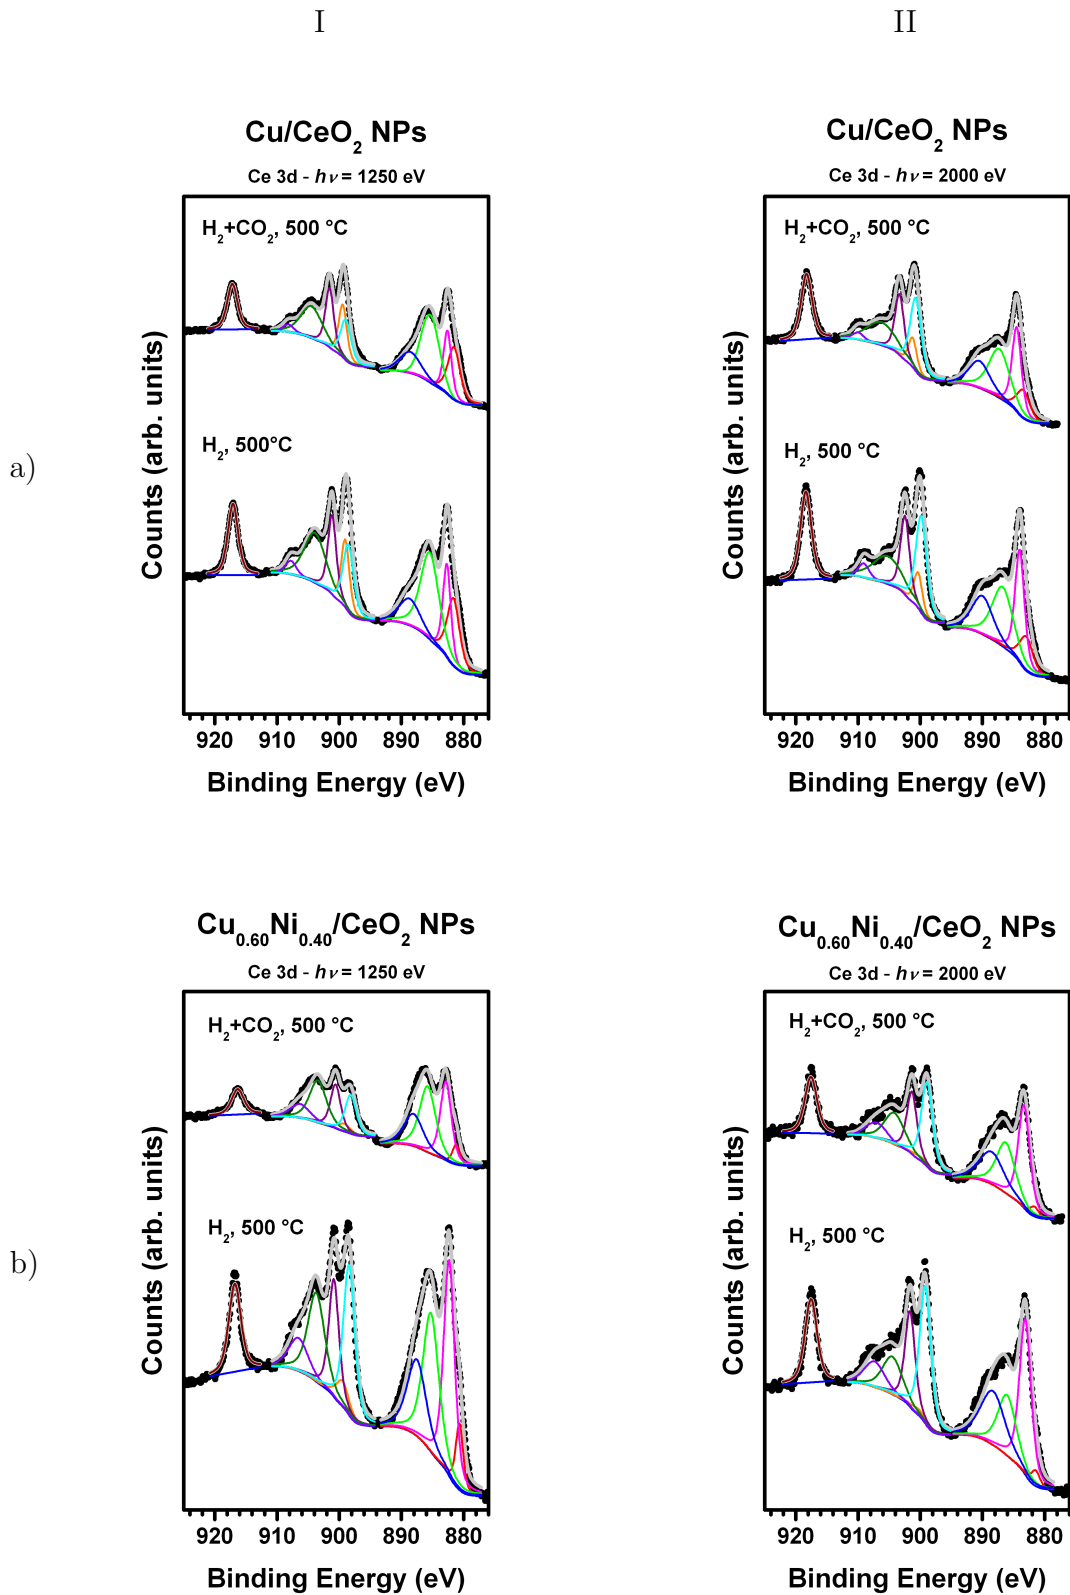 I
II
Cu/CeO2 NPs
Ce 3d - hν = 1250 eV
H2+CO2, 500 °C
H2, 500°C
Counts (arb. units)
920 910 900 890 880
Binding Energy (eV)
Cu/CeO2 NPs
Ce 3d - hν = 2000 eV
H2+CO2, 500 °C
H2, 500 °C
Counts (arb. units)
920 910 900 890 880
Binding Energy (eV)
a)
Cu0.60Ni0.40/CeO2 NPs
Ce 3d - hν = 1250 eV
H2+CO2, 500 °C
H2, 500 °C
Counts (arb. units)
920 910 900 890 880
Binding Energy (eV)
Cu0.60Ni0.40/CeO2 NPs
Ce 3d - hν = 2000 eV
H2+CO2, 500 °C
H2, 500 °C
Counts (arb. units)
920 910 900 890 880
Binding Energy (eV)
b)